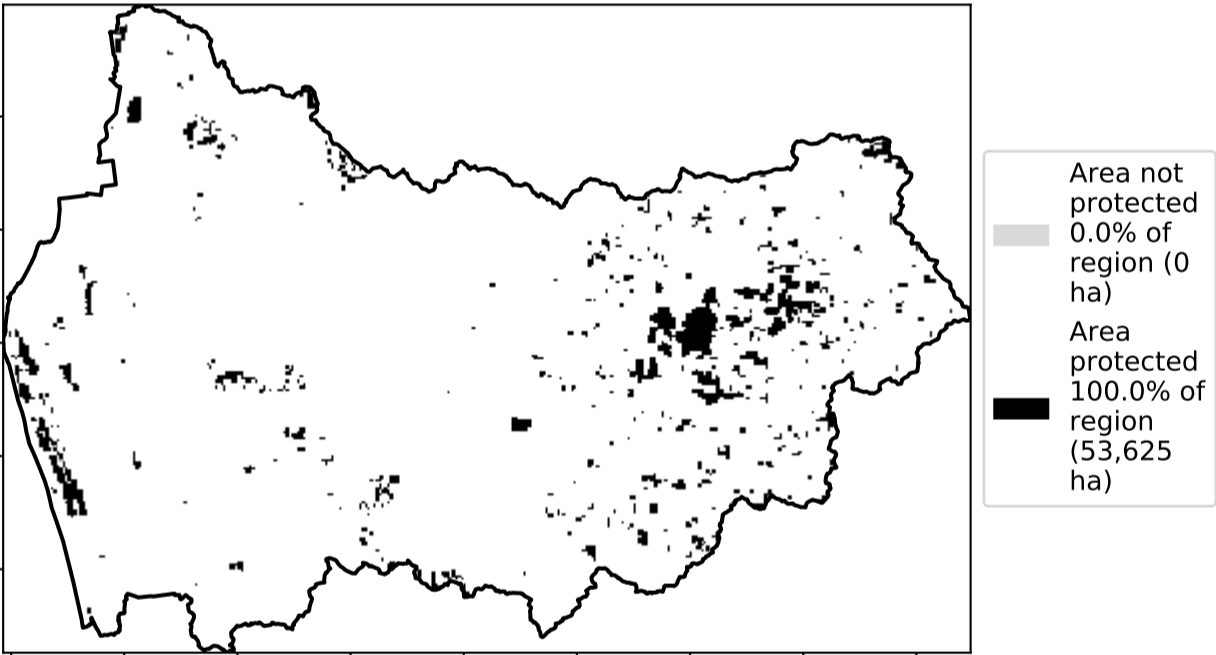 Area not
protected
0.0% of
region (0
ha)
Area
protected
100.0% of
region
(53,625
ha)